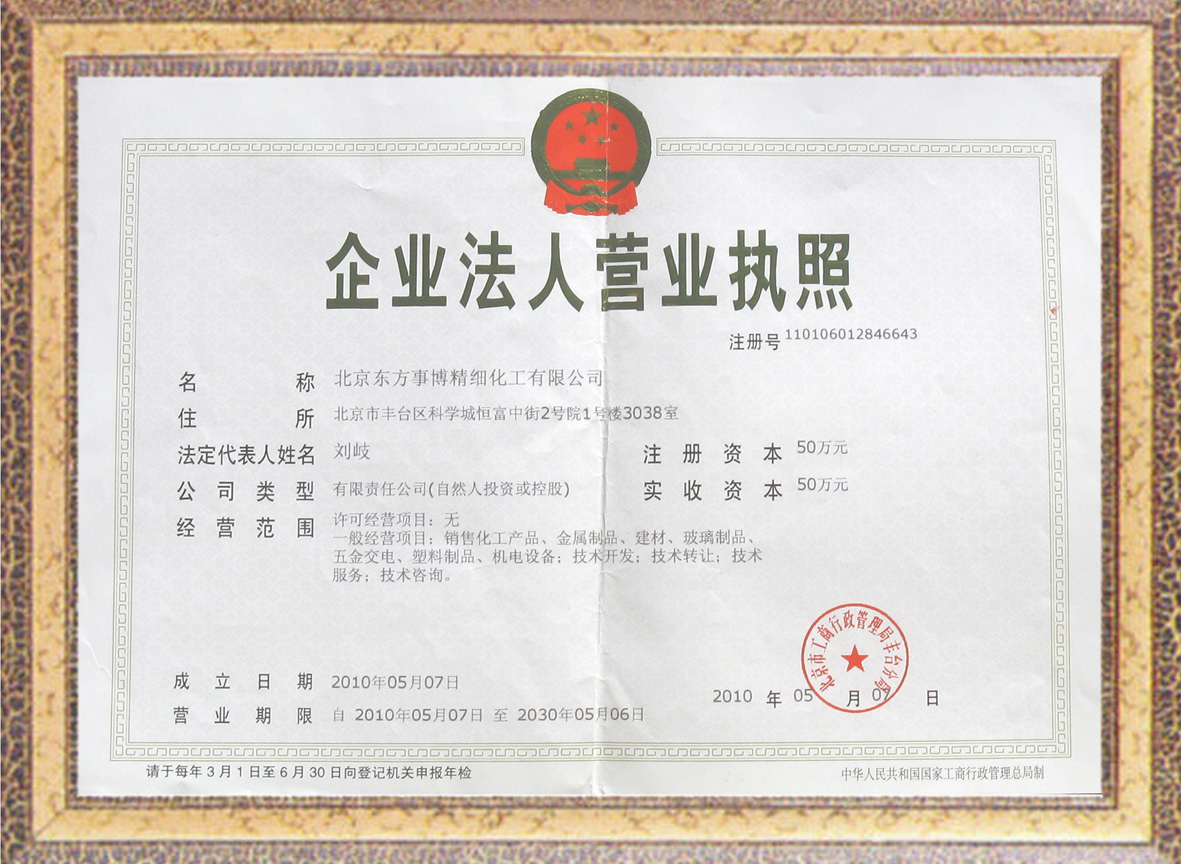 企业法人营业执照
注册号 110106012846643
名称 北京东方事博精细化工有限公司
住所 北京市丰台区科学城恒富中街2号院1号楼3038室
法定代表人姓名 刘岐
注册资本 50万元
公司类型 有限责任公司(自然人投资或控股)
实收资本 50万元
经营范围 许可经营项目：无
一般经营项目：销售化工产品、金属制品、建材、玻璃制品、
五金交电、塑料制品、机电设备；技术开发；技术转让；技术
服务；技术咨询。
北京市工商行政管理局丰台分局
成立日期 2010年05月07日
2010 年 05 月 07 日
营业期限 自 2010年05月07日 至 2030年05月06日
请于每年3月1日至6月30日向登记机关申报年检
中华人民共和国国家工商行政管理总局制